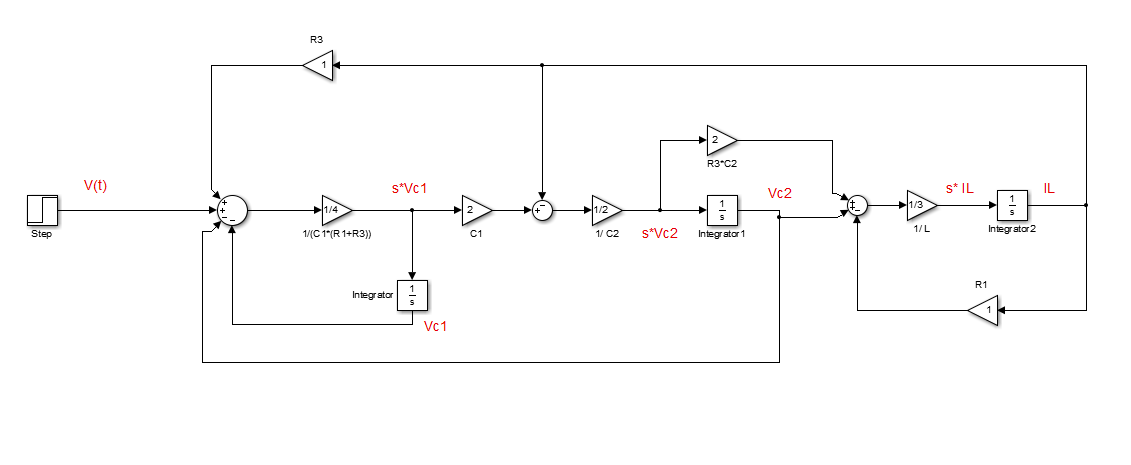 R3
1
2
R3*C2
V(t)
s*Vc1
Vc2
s* IL
IL
Step
+
+
−
−
1/4
1/(C1*(R1+R3))
2
C1
+
−
1/2
1/ C2
s*Vc2
1
s
Integrator1
+
+
−
1/3
1/ L
1
s
Integrator2
Integrator
1
s
Vc1
R1
1